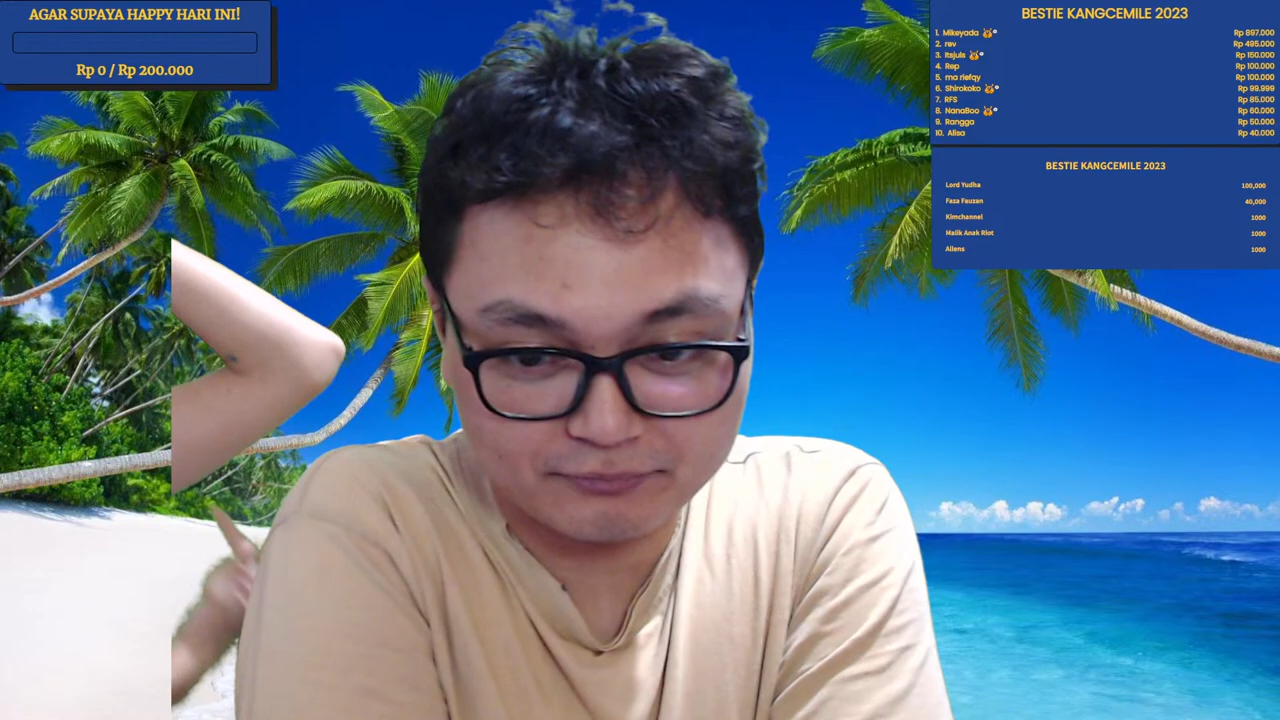 AGAR SUPAYA HAPPY HARI INI!
Rp 0 / Rp 200.000
BESTIE KANGCEMILE 2023
1. Mikeyada Rp 897.000
2. rev Rp 495.000
3. Itsjuls Rp 150.000
4. Rep Rp 100.000
5. ma riefqy Rp 100.000
6. Shirokoko Rp 99.999
7. RFS Rp 85.000
8. NanaBoo Rp 60.000
9. Rangga Rp 50.000
10. Alisa Rp 40.000
BESTIE KANGCEMILE 2023
Lord Yudha 100,000
Faza Fauzan 40,000
Kimchannel 1000
Malik Anak Riot 1000
Allens 1000